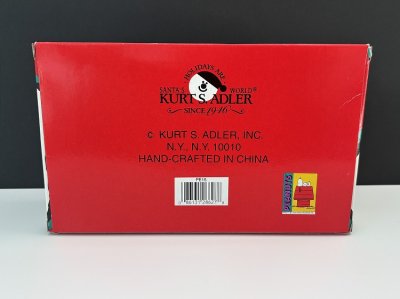 HOLIDAYS ARE
SANTA'S WORLD®
KURT S. ADLER
SINCE 1946
c. KURT S. ADLER, INC.
N.Y., N.Y. 10010
HAND-CRAFTED IN CHINA
PEANUTS